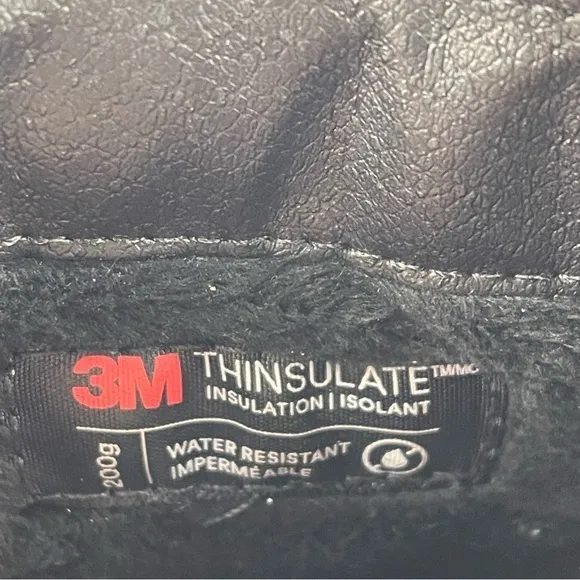 3M THINSULATE™/MC
INSULATION | ISOLANT
200g
WATER RESISTANT
IMPERMÉABLE